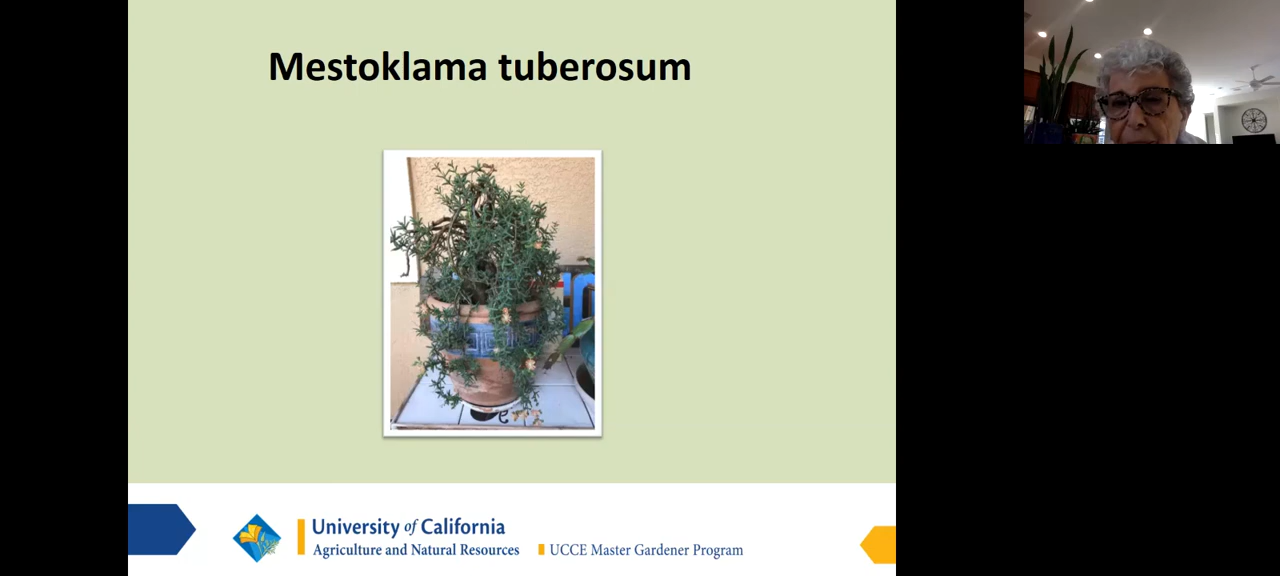 Mestoklama tuberosum
University of California
Agriculture and Natural Resources
UCCE Master Gardener Program